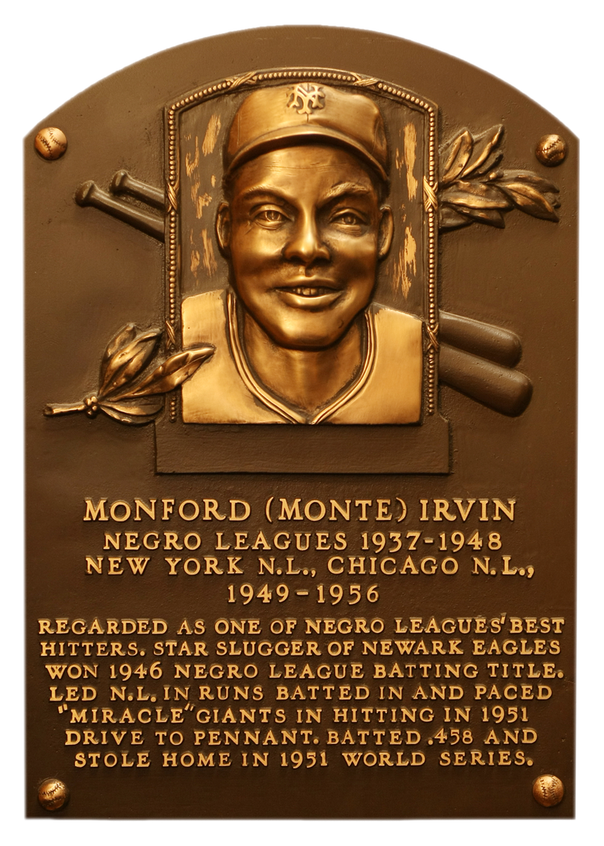 NY
MONFORD (MONTE) IRVIN
NEGRO LEAGUES 1937-1948
NEW YORK N.L., CHICAGO N.L.,
1949-1956
REGARDED AS ONE OF NEGRO LEAGUES' BEST
HITTERS. STAR SLUGGER OF NEWARK EAGLES
WON 1946 NEGRO LEAGUE BATTING TITLE.
LED N.L. IN RUNS BATTED IN AND PACED
"MIRACLE" GIANTS IN HITTING IN 1951
DRIVE TO PENNANT. BATTED .458 AND
STOLE HOME IN 1951 WORLD SERIES.